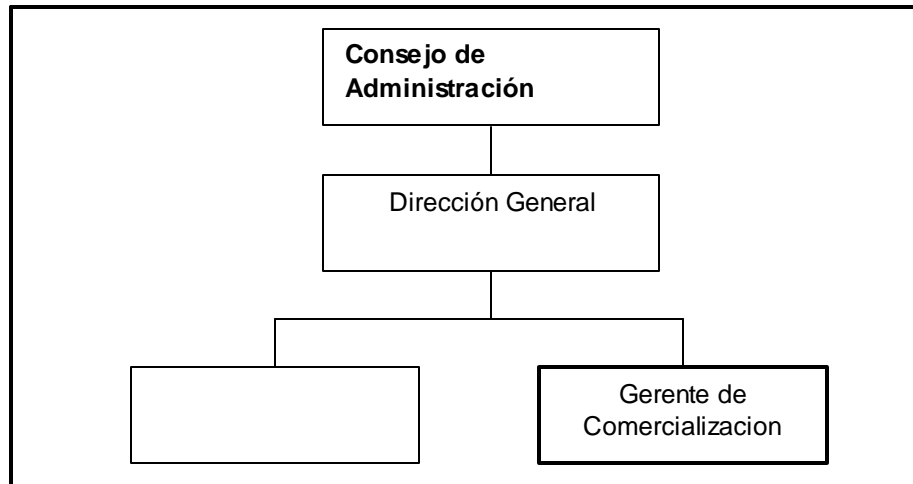 Consejo de
Administración
Dirección General
Gerente de
Comercializacion